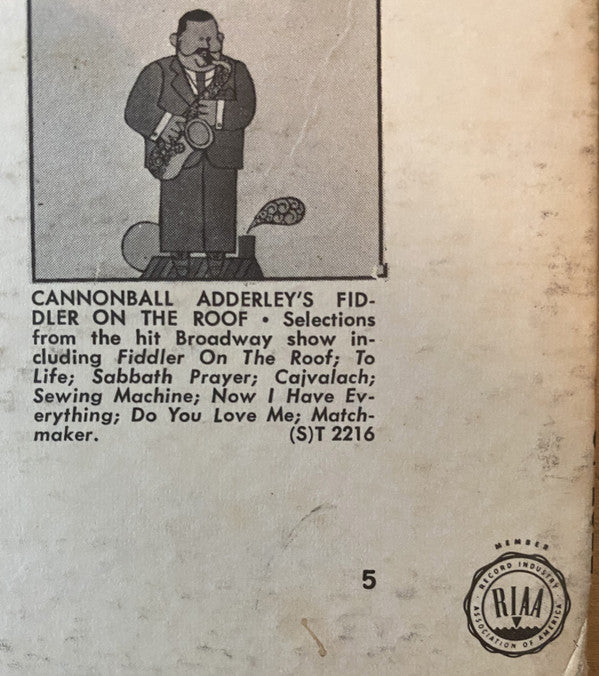 CANNONBALL ADDERLEY'S FID-
DLER ON THE ROOF • Selections
from the hit Broadway show in-
cluding Fiddler On The Roof; To
Life; Sabbath Prayer; Cajvalach;
Sewing Machine; Now I Have Ev-
erything; Do You Love Me; Match-
maker. (S)T 2216
5
MEMBER
RECORD INDUSTRY
RIAA
ASSOCIATION OF AMERICA